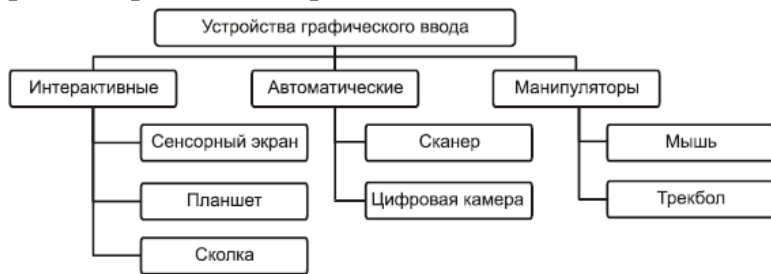 Устройства графического ввода
Интерактивные
Автоматические
Манипуляторы
Сенсорный экран
Сканер
Мышь
Планшет
Цифровая камера
Трекбол
Сколка